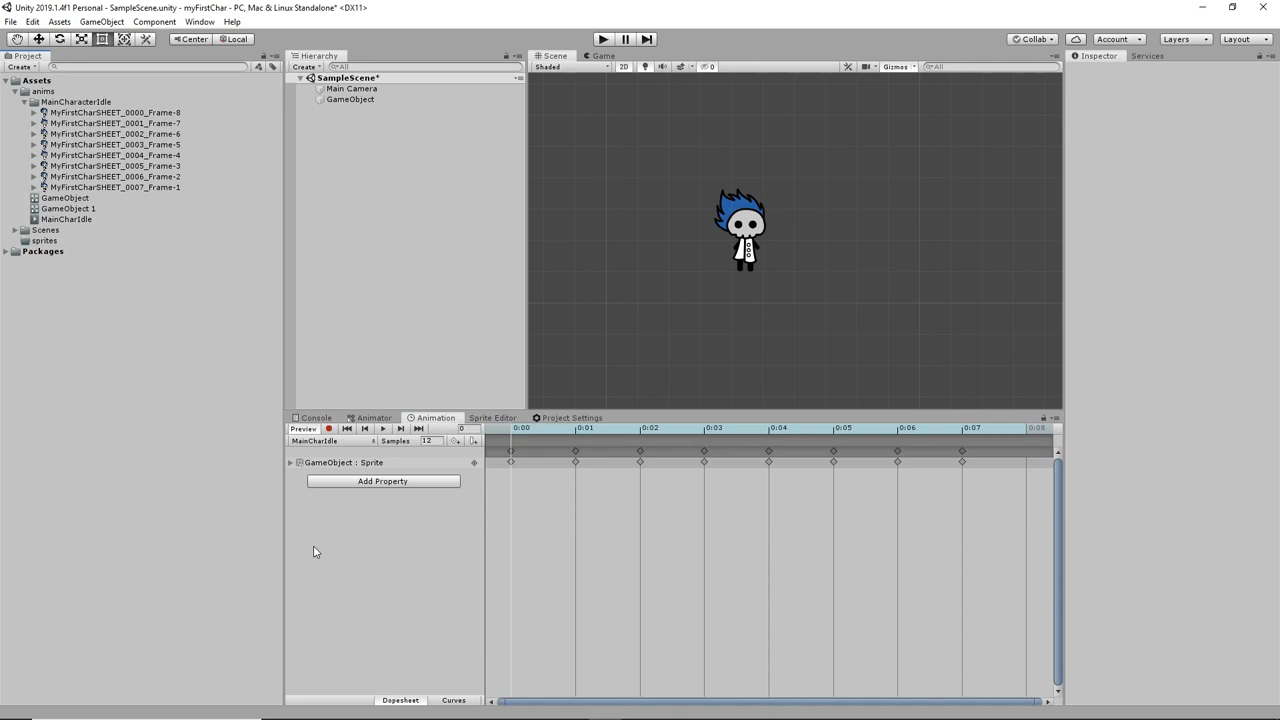 Unity 2019.1.4f1 Personal - SampleScene.unity - myFirstChar - PC, Mac & Linux Standalone* <DX11>
File Edit Assets GameObject Component Window Help
Center Local Collab Account Layers Layout
Project Hierarchy Scene Game Inspector Services
Create All Shaded 2D 0 Gizmos All
Assets
anims
MainCharacterIdle
MyFirstCharSHEET_0000_Frame-8
MyFirstCharSHEET_0001_Frame-7
MyFirstCharSHEET_0002_Frame-6
MyFirstCharSHEET_0003_Frame-5
MyFirstCharSHEET_0004_Frame-4
MyFirstCharSHEET_0005_Frame-3
MyFirstCharSHEET_0006_Frame-2
MyFirstCharSHEET_0007_Frame-1
GameObject
GameObject 1
MainCharIdle
Scenes
sprites
Packages
Create
SampleScene*
Main Camera
GameObject
Console Animator Animation Sprite Editor Project Settings
Preview 0 0:00 0:01 0:02 0:03 0:04 0:05 0:06 0:07 0:08
MainCharIdle Samples 12
GameObject : Sprite
Add Property
Dopesheet Curves